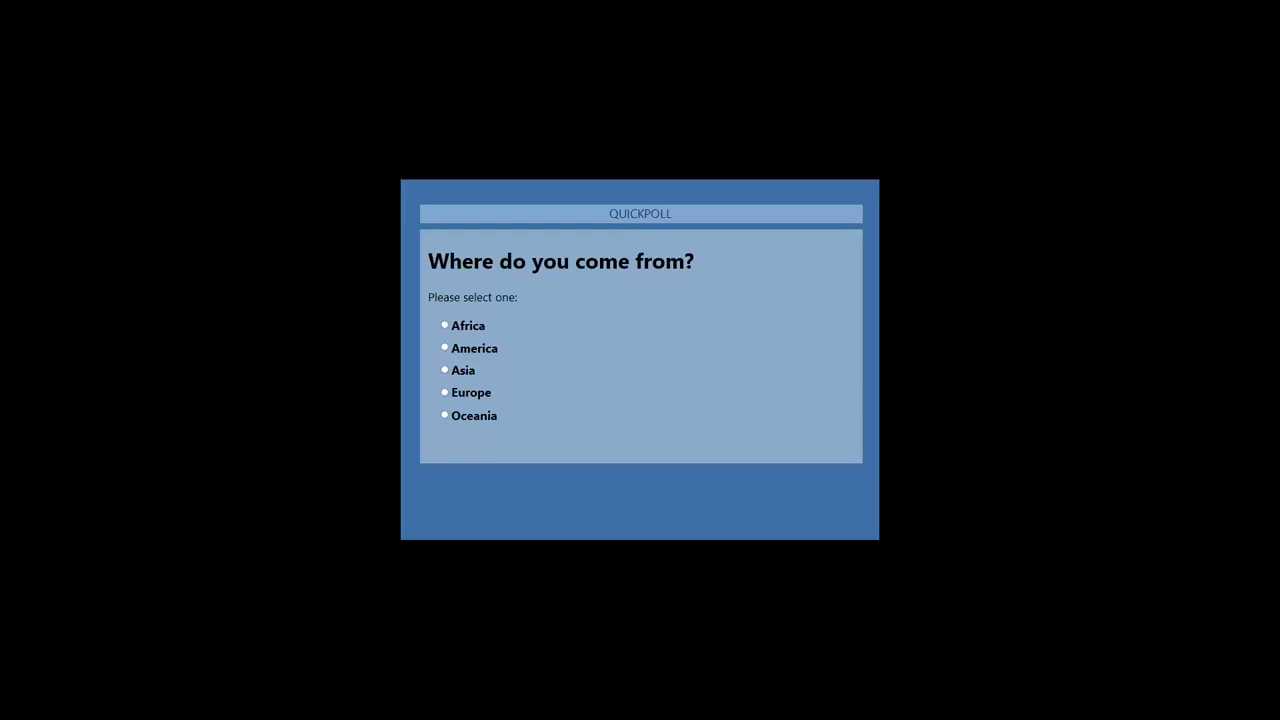 QUICKPOLL
Where do you come from?
Please select one:
Africa
America
Asia
Europe
Oceania